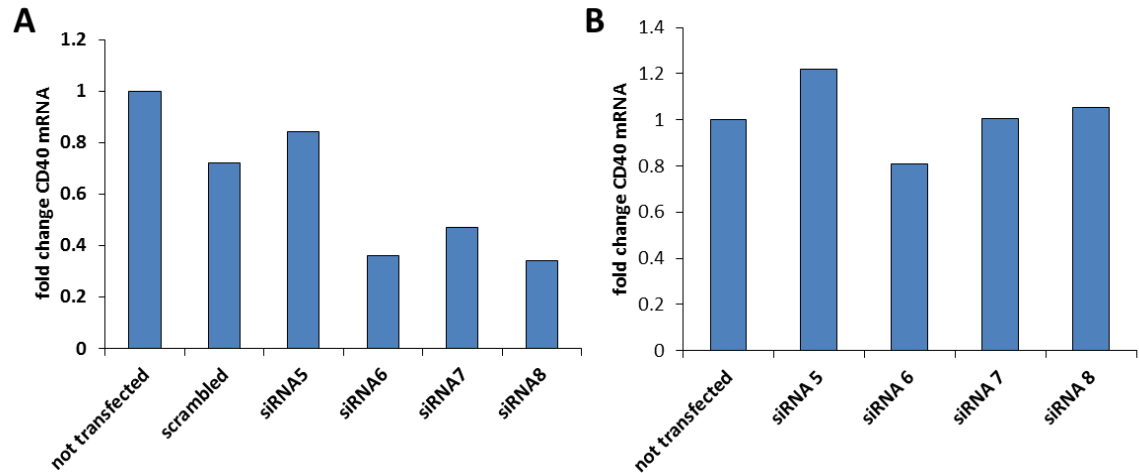 A
fold change CD40 mRNA
1.2
1
0.8
0.6
0.4
0.2
0
not transfected
scrambled
siRNA5
siRNA6
siRNA7
siRNA8
B
fold change CD40 mRNA
1.4
1.2
1
0.8
0.6
0.4
0.2
0
not transfected
siRNA 5
siRNA 6
siRNA 7
siRNA 8